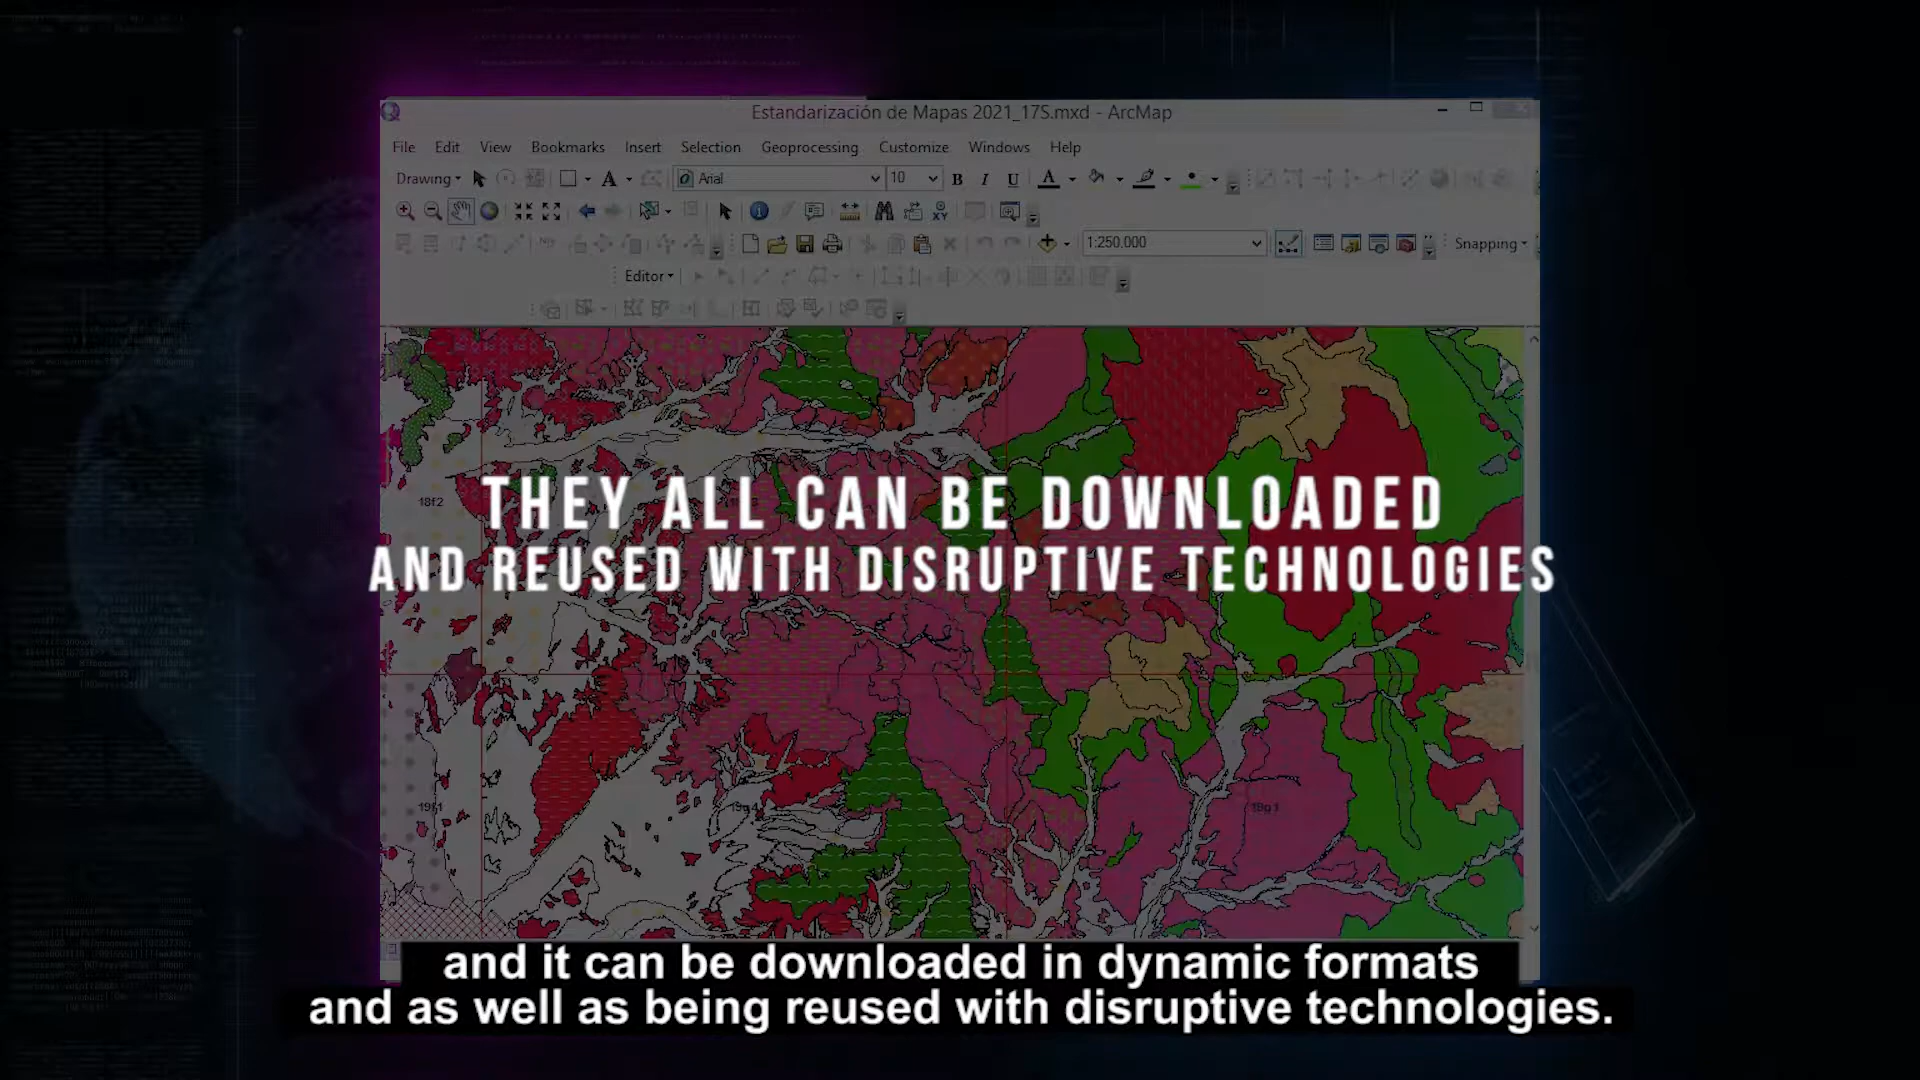 Estandarización de Mapas 2021_17S.mxd - ArcMap
File Edit View Bookmarks Insert Selection Geoprocessing Customize Windows Help
Drawing Arial 10 B I U A
1:250.000 Snapping
Editor
18f2
THEY ALL CAN BE DOWNLOADED
AND REUSED WITH DISRUPTIVE TECHNOLOGIES
19g1
and it can be downloaded in dynamic formats
and as well as being reused with disruptive technologies.